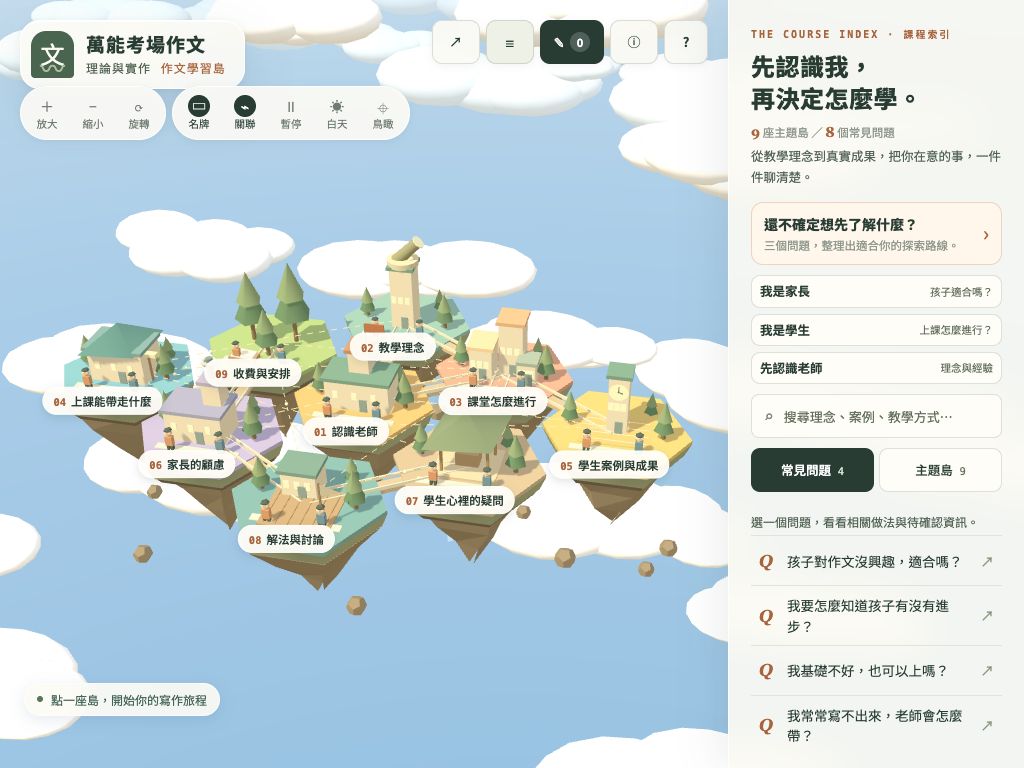 文
萬能考場作文
理論與實作 作文學習島
放大
縮小
旋轉
名牌
關聯
暫停
白天
鳥瞰
0
?
02 教學理念
09 收費與安排
04 上課能帶走什麼
03 課堂怎麼進行
01 認識老師
06 家長的顧慮
05 學生案例與成果
07 學生心裡的疑問
08 解法與討論
點一座島,開始你的寫作旅程
THE COURSE INDEX · 課程索引
先認識我,
再決定怎麼學。
9 座主題島 / 8 個常見問題
從教學理念到真實成果,把你在意的事,一件
件聊清楚。
還不確定想先了解什麼?
三個問題,整理出適合你的探索路線。
我是家長 孩子適合嗎?
我是學生 上課怎麼進行?
先認識老師 理念與經驗
搜尋理念、案例、教學方式…
常見問題 4
主題島 9
選一個問題,看看相關做法與待確認資訊。
Q 孩子對作文沒興趣,適合嗎? ↗
Q 我要怎麼知道孩子有沒有進
步? ↗
Q 我基礎不好,也可以上嗎? ↗
Q 我常常寫不出來,老師會怎麼
帶? ↗